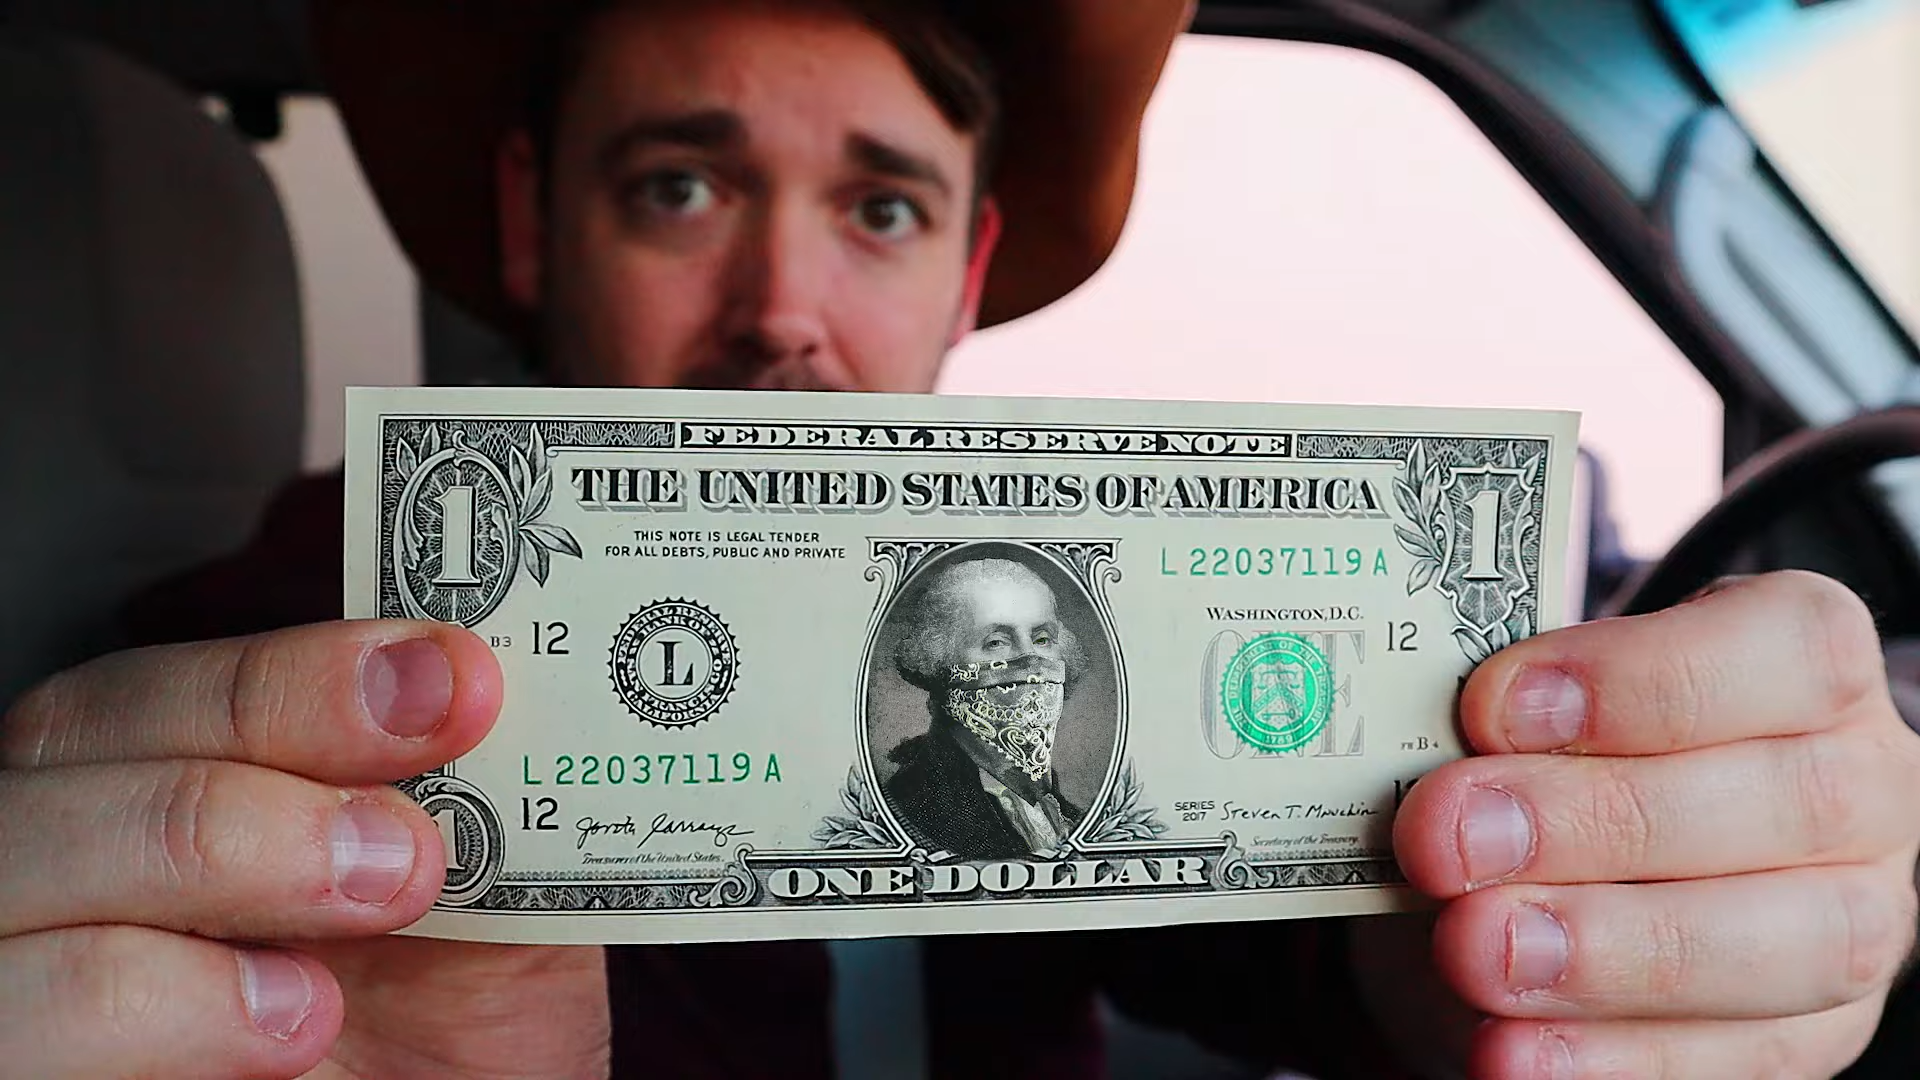 FEDERAL RESERVE NOTE
THE UNITED STATES OF AMERICA
THIS NOTE IS LEGAL TENDER
FOR ALL DEBTS, PUBLIC AND PRIVATE
1
1
L 22037119 A
WASHINGTON, D.C.
B3
12
12
L
ONE
L 22037119 A
B4
12
SERIES
2017
Steven T. Mnuchin
Treasurer of the United States.
Secretary of the Treasury.
1
ONE DOLLAR